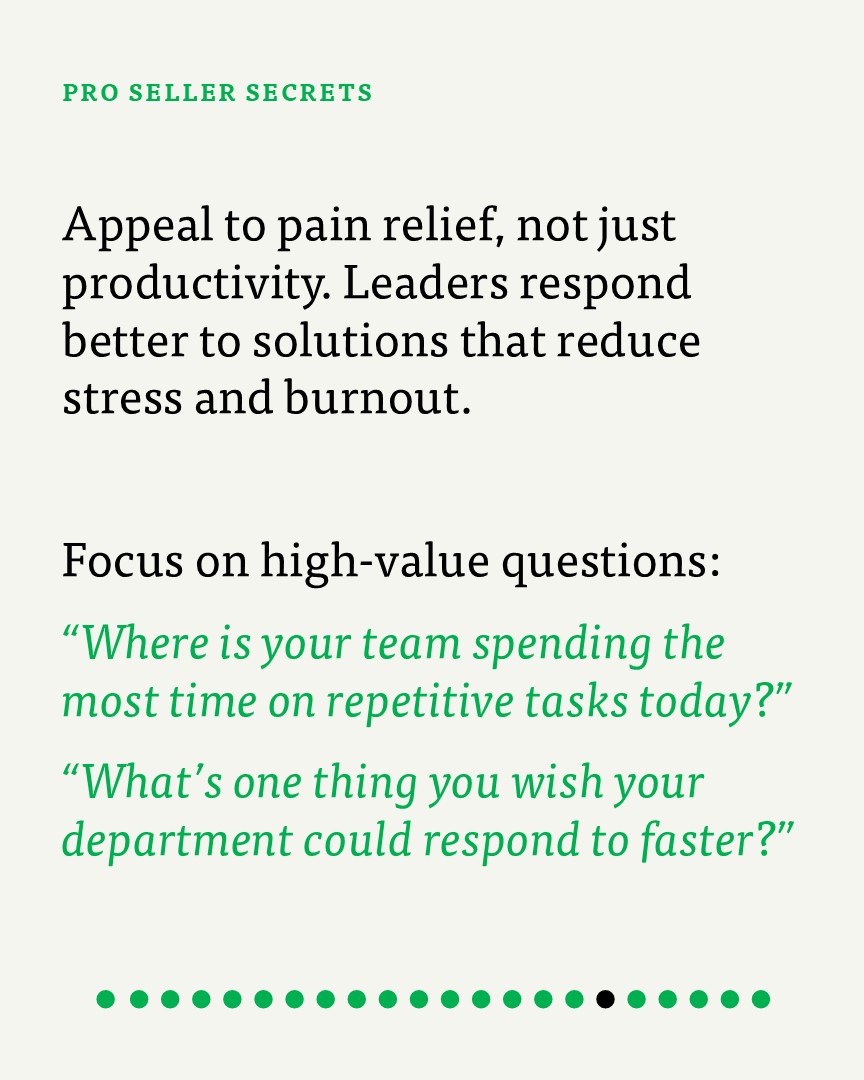 PRO SELLER SECRETS
Appeal to pain relief, not just
productivity. Leaders respond
better to solutions that reduce
stress and burnout.
Focus on high-value questions:
“Where is your team spending the
most time on repetitive tasks today?”
“What’s one thing you wish your
department could respond to faster?”